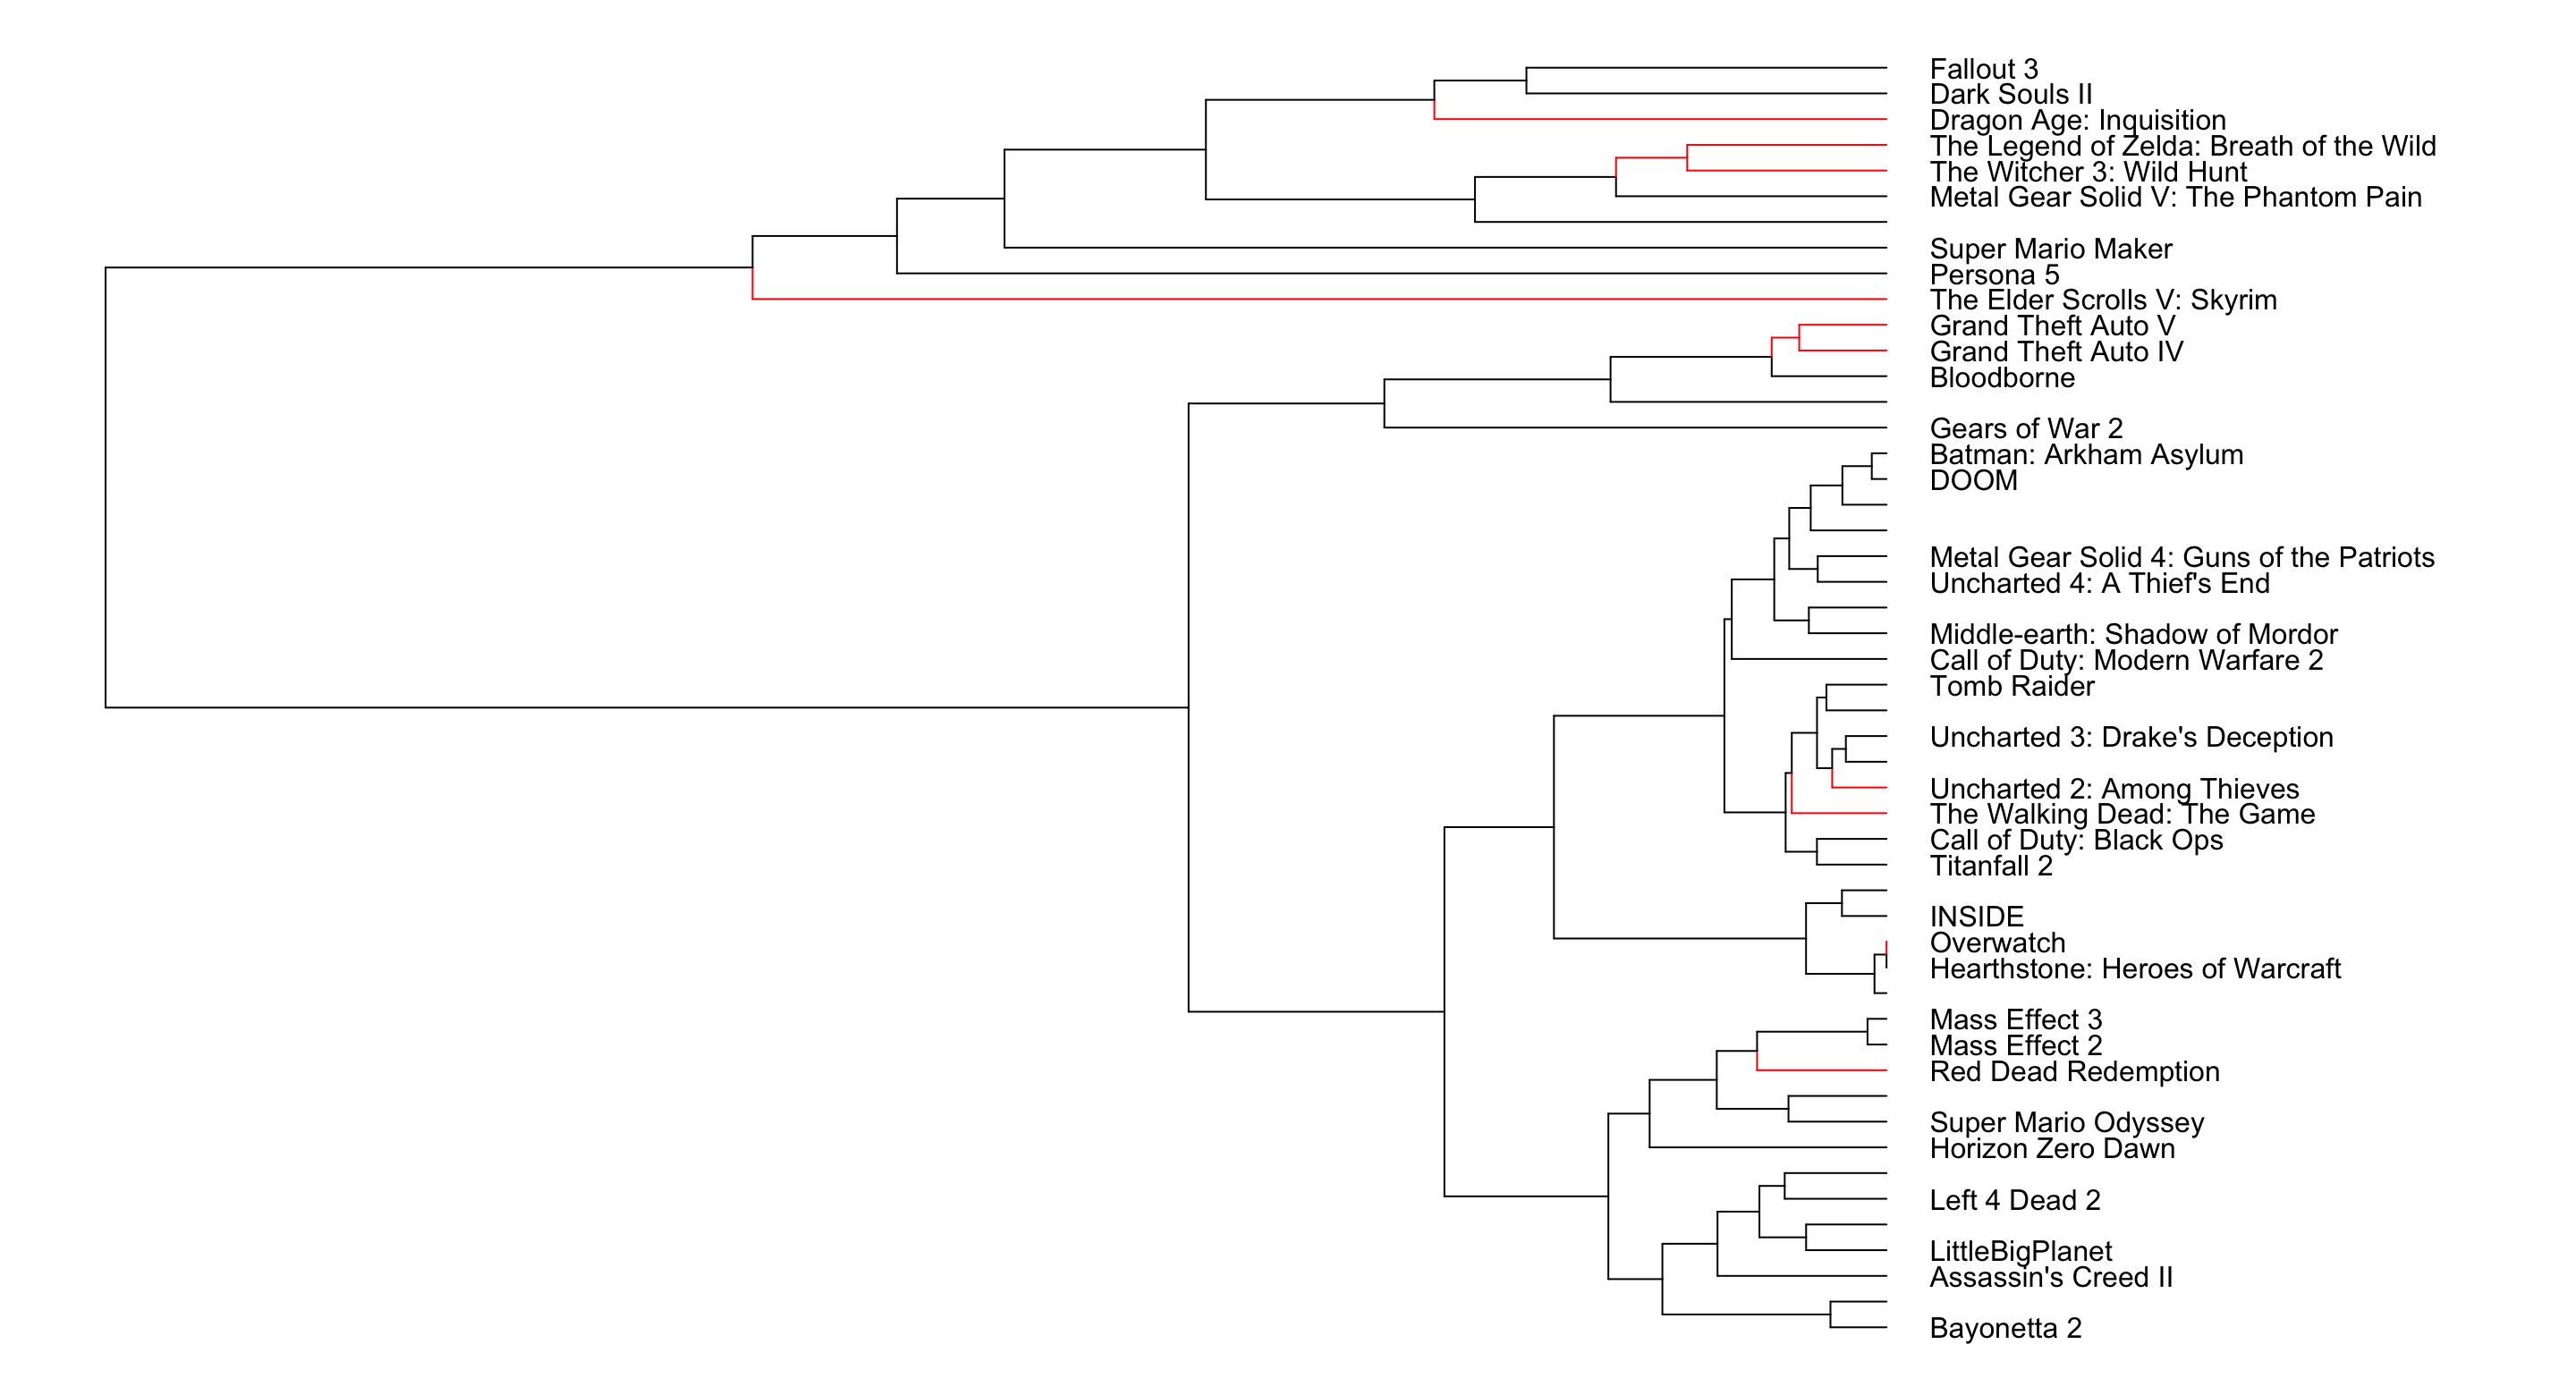 Fallout 3
Dark Souls II
Dragon Age: Inquisition
The Legend of Zelda: Breath of the Wild
The Witcher 3: Wild Hunt
Metal Gear Solid V: The Phantom Pain
Super Mario Maker
Persona 5
The Elder Scrolls V: Skyrim
Grand Theft Auto V
Grand Theft Auto IV
Bloodborne
Gears of War 2
Batman: Arkham Asylum
DOOM
Metal Gear Solid 4: Guns of the Patriots
Uncharted 4: A Thief's End
Middle-earth: Shadow of Mordor
Call of Duty: Modern Warfare 2
Tomb Raider
Uncharted 3: Drake's Deception
Uncharted 2: Among Thieves
The Walking Dead: The Game
Call of Duty: Black Ops
Titanfall 2
INSIDE
Overwatch
Hearthstone: Heroes of Warcraft
Mass Effect 3
Mass Effect 2
Red Dead Redemption
Super Mario Odyssey
Horizon Zero Dawn
Left 4 Dead 2
LittleBigPlanet
Assassin's Creed II
Bayonetta 2